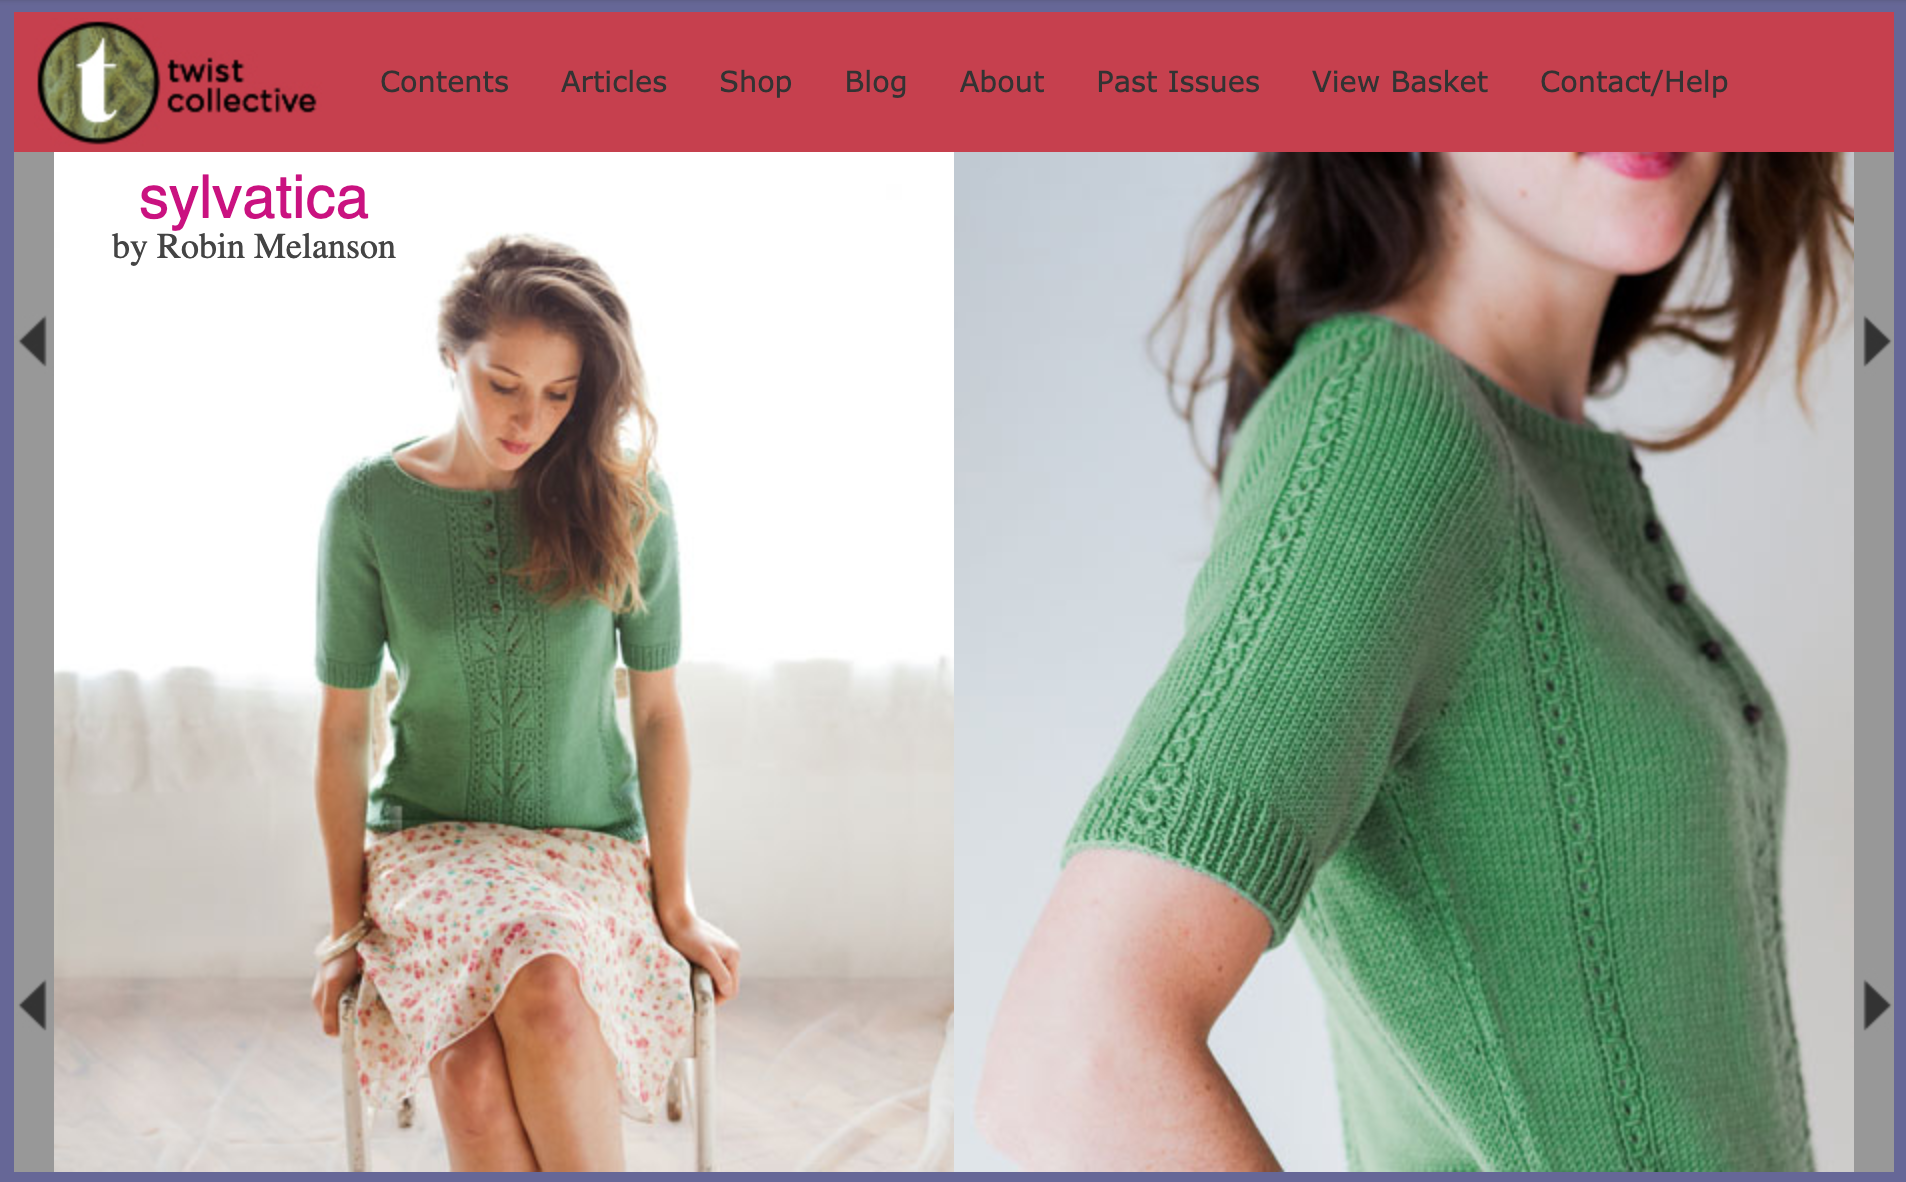 t
twist
collective
Contents
Articles
Shop
Blog
About
Past Issues
View Basket
Contact/Help
sylvatica
by Robin Melanson